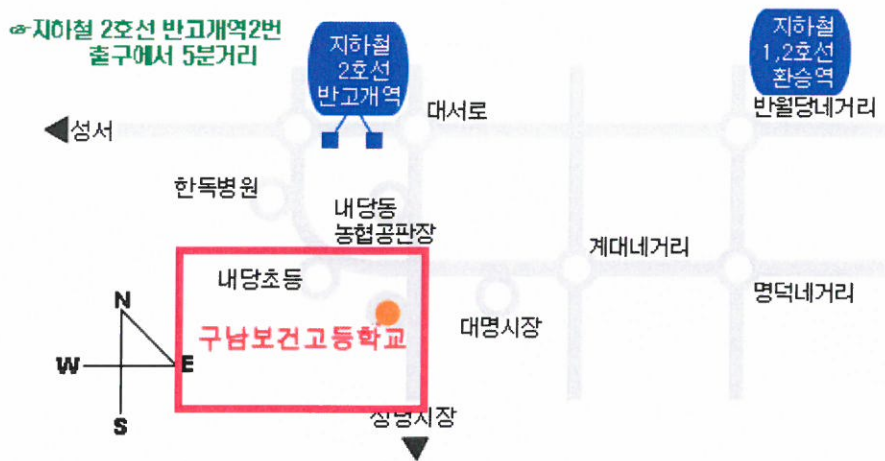 ☞지하철 2호선 반고개역2번
출구에서 5분거리
지하철
2호선
반고개역
지하철
1,2호선
환승역
◀성서
대서로
반월당네거리
한독병원
내당동
농협공판장
계대네거리
내당초등
명덕네거리
대명시장
구남보건고등학교
N
W
E
S
성명시장